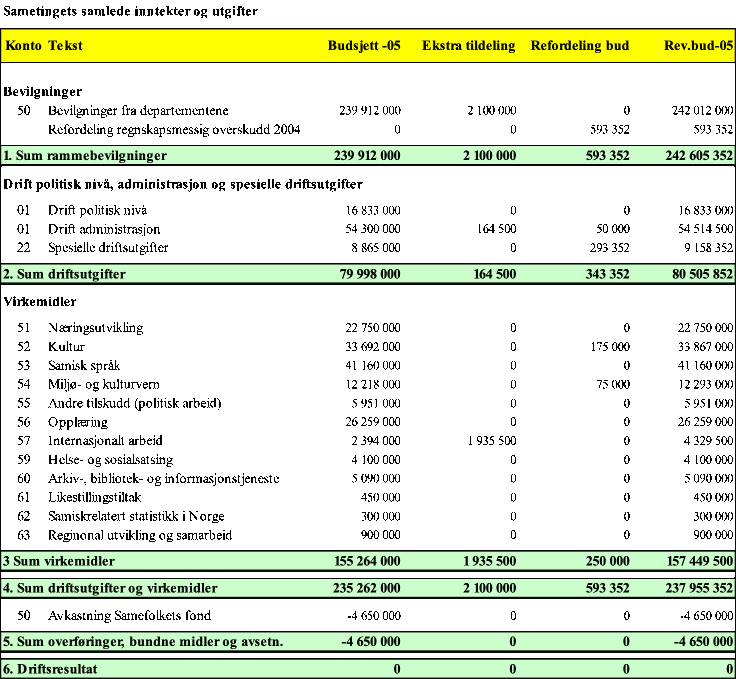 Sametingets samlede inntekter og utgifter
Konto Tekst Budsjett -05 Ekstra tildeling Refordeling bud Rev.bud-05
Bevilgninger
50 Bevilgninger fra departementene 239 912 000 2 100 000 0 242 012 000
Refordeling regnskapsmessig overskudd 2004 0 0 593 352 593 352
1. Sum rammebevilgninger 239 912 000 2 100 000 593 352 242 605 352
Drift politisk nivå, administrasjon og spesielle driftsutgifter
01 Drift politisk nivå 16 833 000 0 0 16 833 000
01 Drift administrasjon 54 300 000 164 500 50 000 54 514 500
22 Spesielle driftsutgifter 8 865 000 0 293 352 9 158 352
2. Sum driftsutgifter 79 998 000 164 500 343 352 80 505 852
Virkemidler
51 Næringsutvikling 22 750 000 0 0 22 750 000
52 Kultur 33 692 000 0 175 000 33 867 000
53 Samisk språk 41 160 000 0 0 41 160 000
54 Miljø- og kulturvern 12 218 000 0 75 000 12 293 000
55 Andre tilskudd (politisk arbeid) 5 951 000 0 0 5 951 000
56 Opplæring 26 259 000 0 0 26 259 000
57 Internasjonalt arbeid 2 394 000 1 935 500 0 4 329 500
59 Helse- og sosialsatsing 4 100 000 0 0 4 100 000
60 Arkiv-, bibliotek- og informasjonstjeneste 5 090 000 0 0 5 090 000
61 Likestillingstiltak 450 000 0 0 450 000
62 Samiskrelatert statistikk i Norge 300 000 0 0 300 000
63 Reginonal utvikling og samarbeid 900 000 0 0 900 000
3 Sum virkemidler 155 264 000 1 935 500 250 000 157 449 500
4. Sum driftsutgifter og virkemidler 235 262 000 2 100 000 593 352 237 955 352
50 Avkastning Samefolkets fond -4 650 000 0 0 -4 650 000
5. Sum overføringer, bundne midler og avsetn. -4 650 000 0 0 -4 650 000
6. Driftsresultat 0 0 0 0